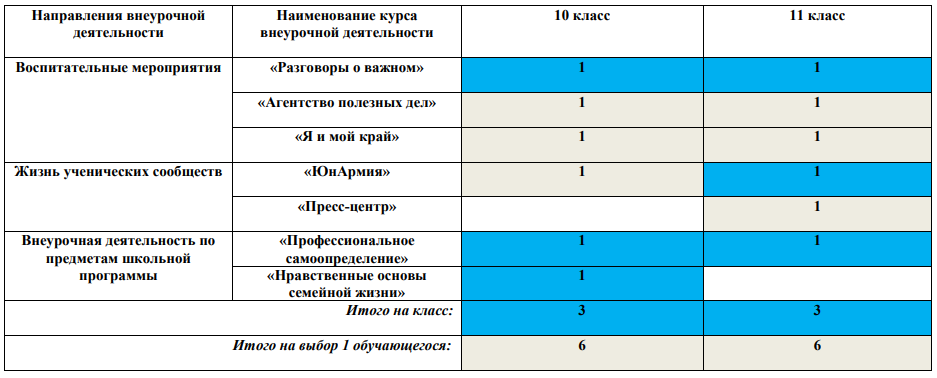 Направления внеурочной деятельности
Наименование курса внеурочной деятельности
10 класс
11 класс
Воспитательные мероприятия
«Разговоры о важном»
1
1
«Агентство полезных дел»
1
1
«Я и мой край»
1
1
Жизнь ученических сообществ
«ЮнАрмия»
1
1
«Пресс-центр»
1
Внеурочная деятельность по предметам школьной программы
«Профессиональное самоопределение»
1
1
«Нравственные основы семейной жизни»
1
Итого на класс:
3
3
Итого на выбор 1 обучающегося:
6
6